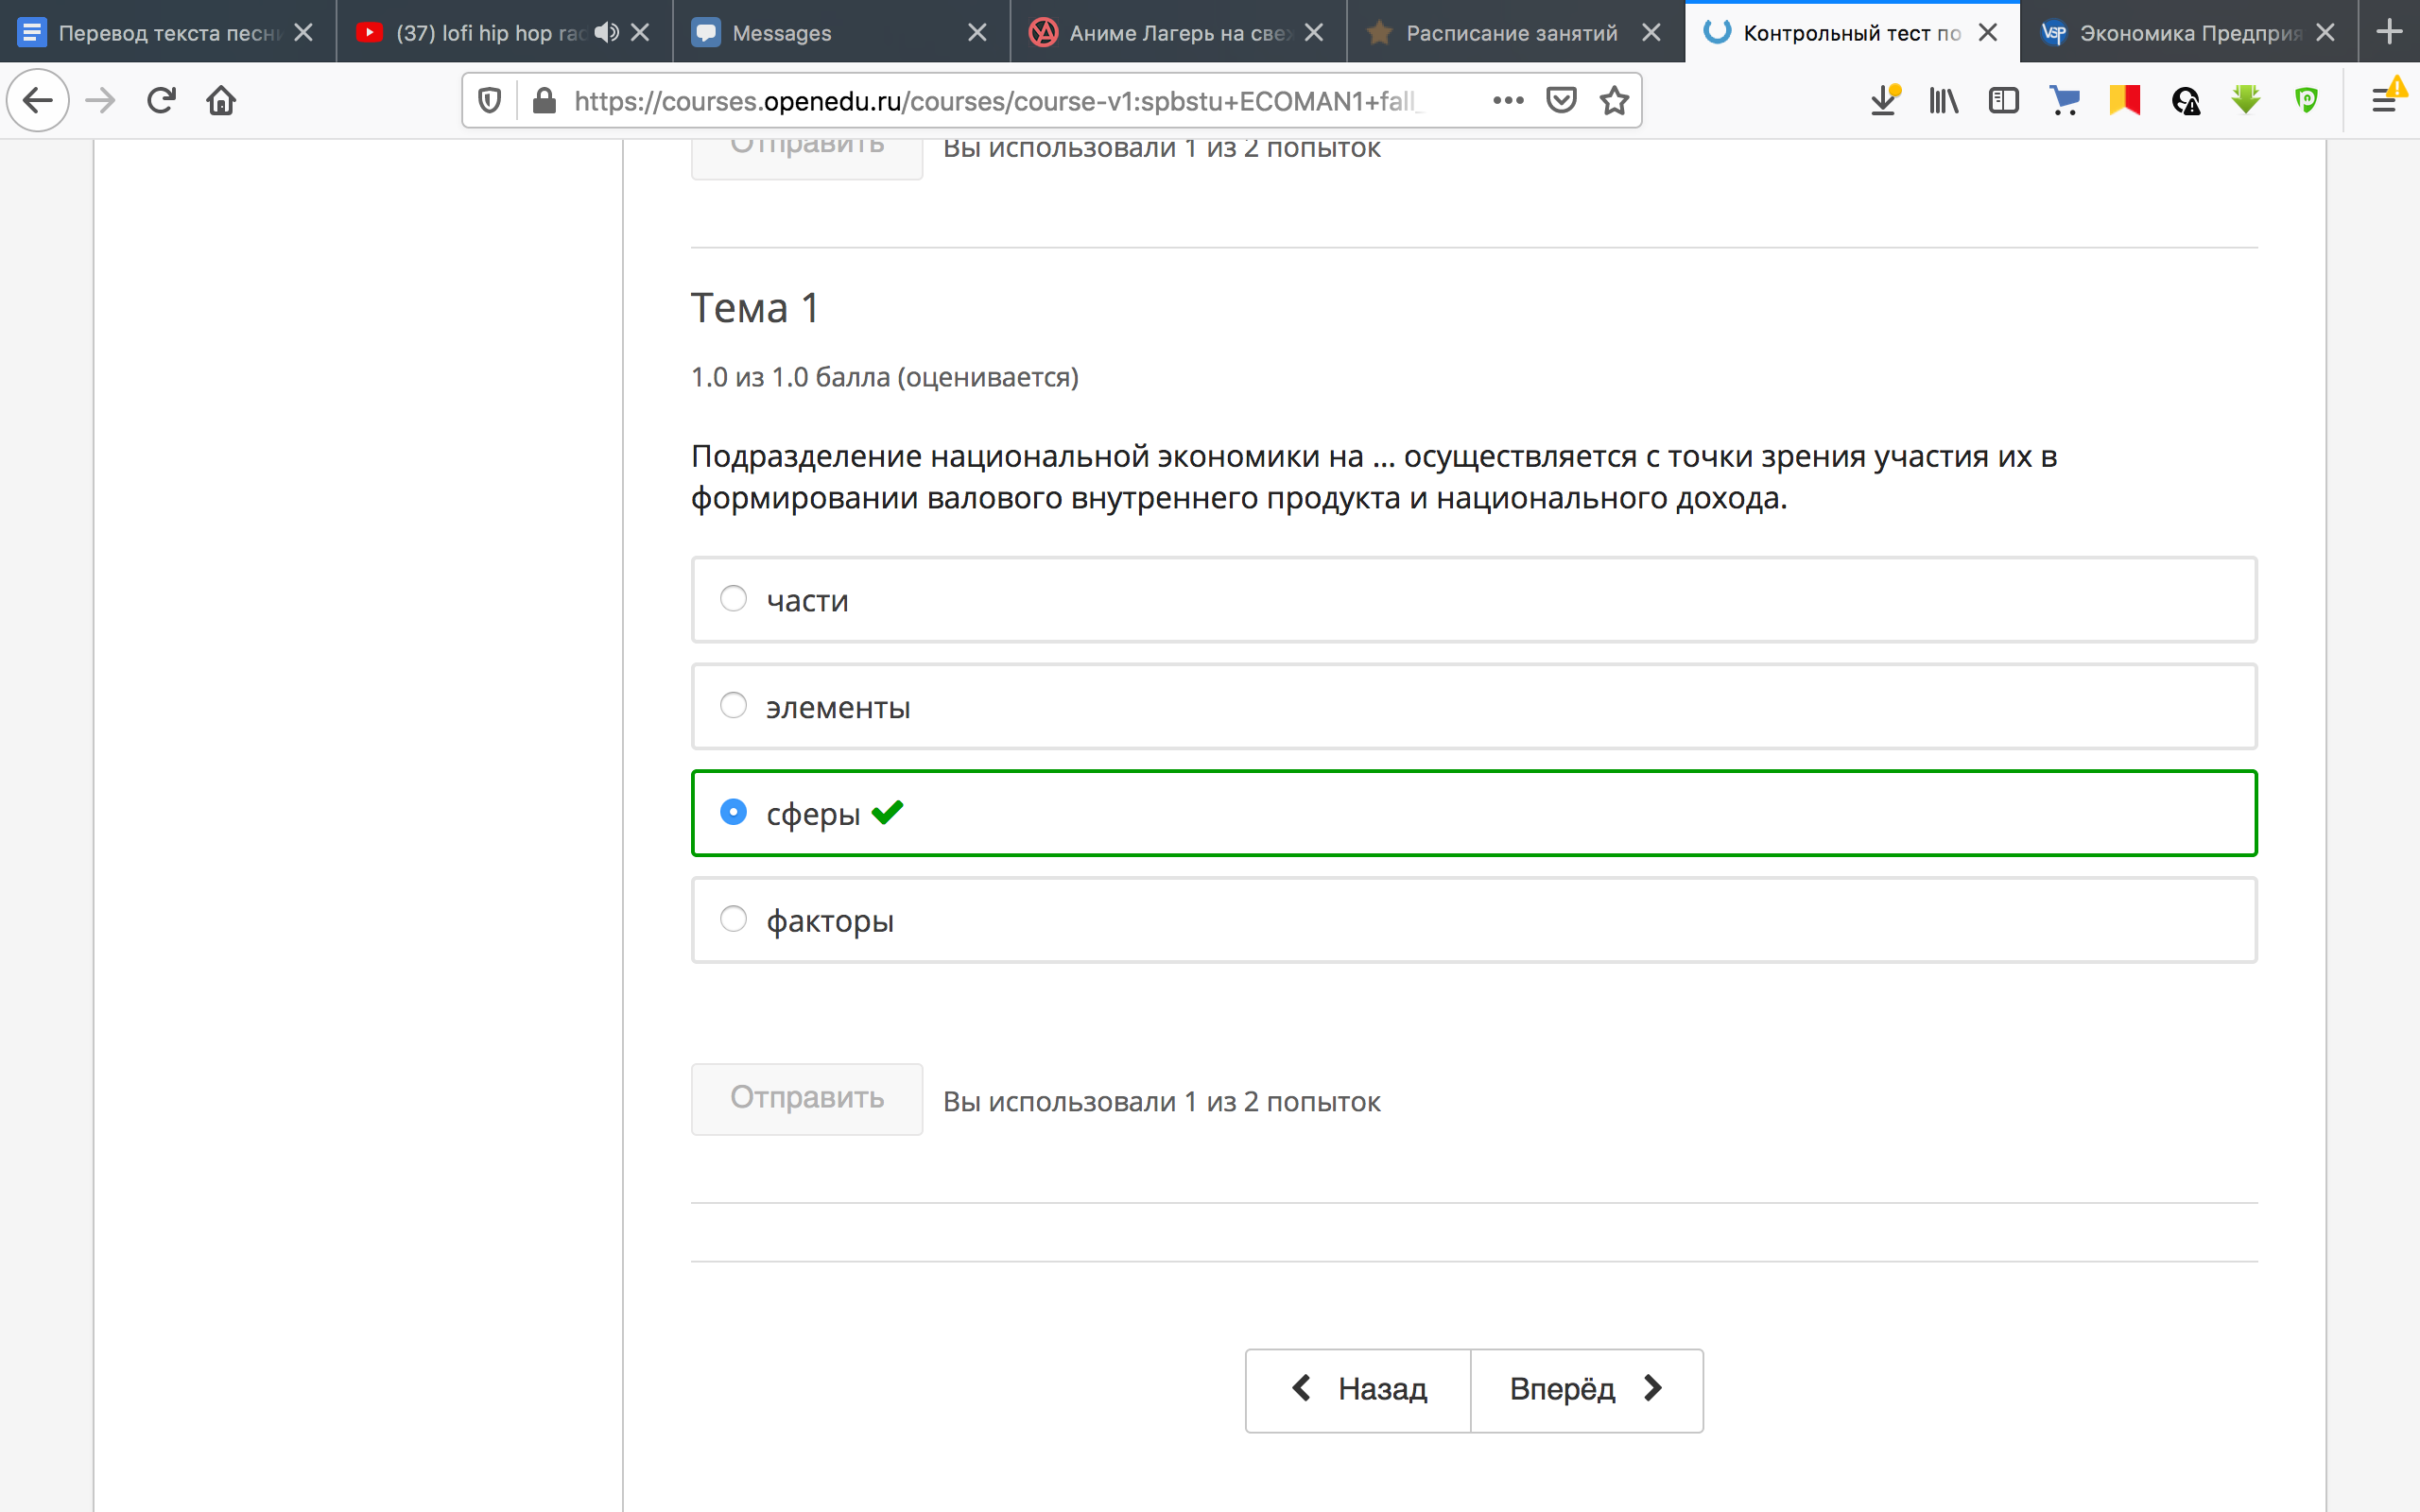 Перевод текста песни
(37) lofi hip hop rac
Messages
Аниме Лагерь на свеж
Расписание занятий
Контрольный тест по
Экономика Предприя
https://courses.openedu.ru/courses/course-v1:spbstu+ECOMAN1+fall_
Отправить Вы использовали 1 из 2 попыток
Тема 1
1.0 из 1.0 балла (оценивается)
Подразделение национальной экономики на ... осуществляется с точки зрения участия их в
формировании валового внутреннего продукта и национального дохода.
части
элементы
сферы
факторы
Отправить Вы использовали 1 из 2 попыток
Назад Вперёд